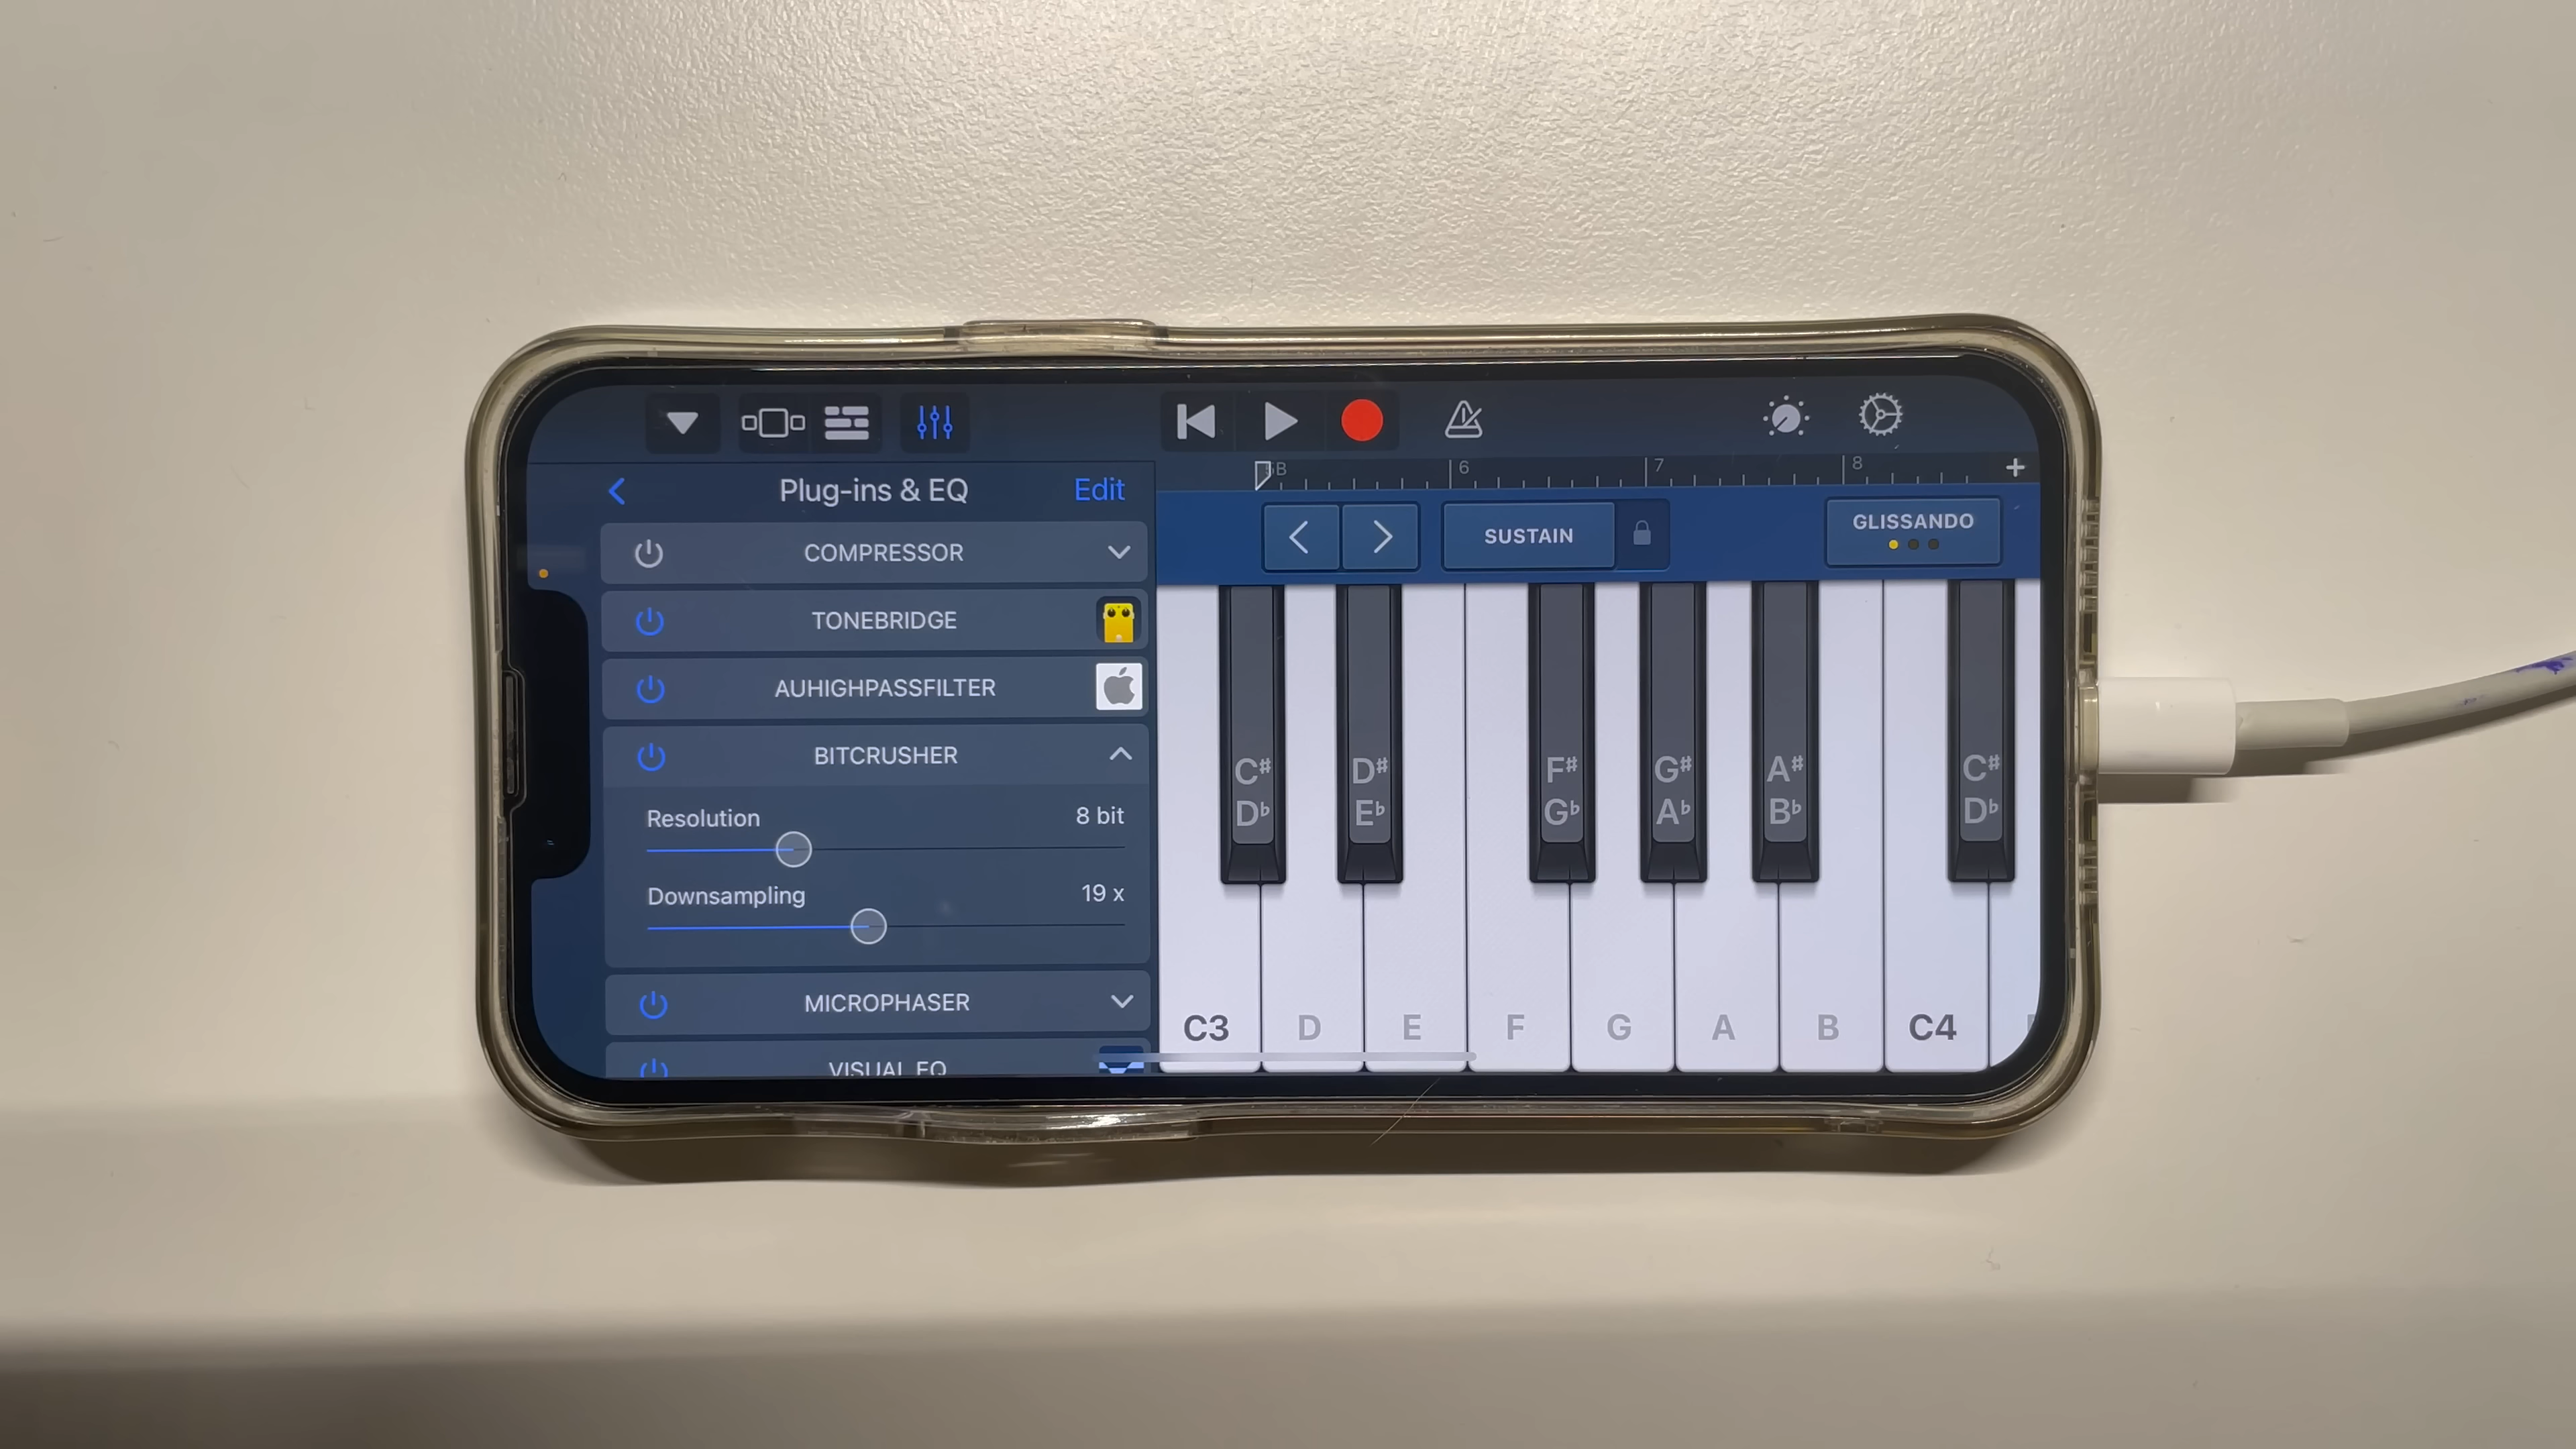 Plug-ins & EQ
Edit
COMPRESSOR
TONEBRIDGE
AUHIGHPASSFILTER
BITCRUSHER
Resolution
8 bit
Downsampling
19 x
MICROPHASER
VISUAL EQ
6
7
8
+
SUSTAIN
GLISSANDO
C♯ D♯ F♯ G♯ A♯ C♯
D♭ E♭ G♭ A♭ B♭ D♭
C3 D E F G A B C4